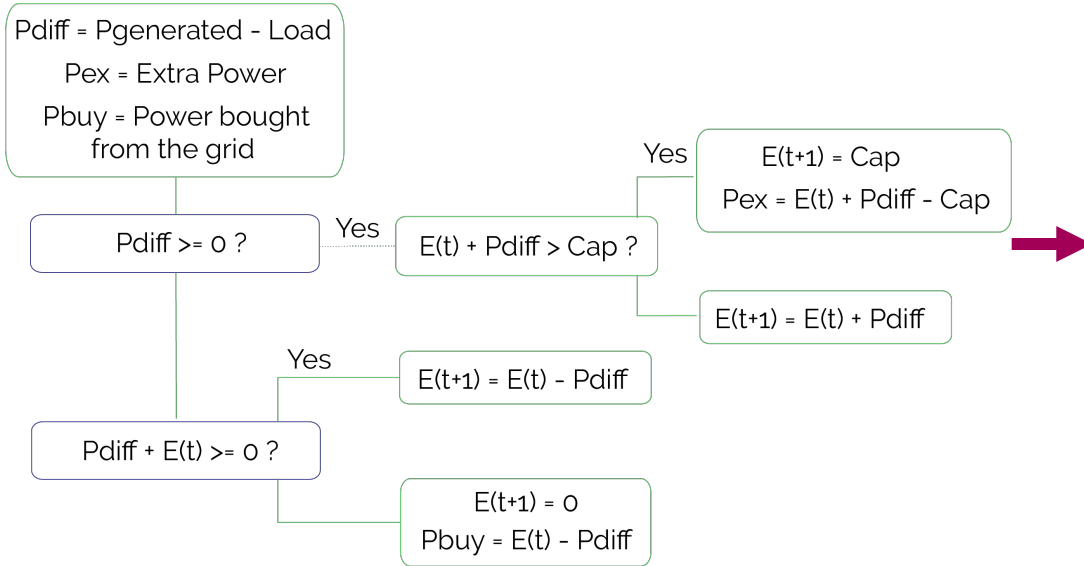 Pdiff = Pgenerated - Load
Pex = Extra Power
Pbuy = Power bought
from the grid
Pdiff >= 0 ?
Yes
E(t) + Pdiff > Cap ?
Yes
E(t+1) = Cap
Pex = E(t) + Pdiff - Cap
E(t+1) = E(t) + Pdiff
Pdiff + E(t) >= 0 ?
Yes
E(t+1) = E(t) - Pdiff
E(t+1) = 0
Pbuy = E(t) - Pdiff